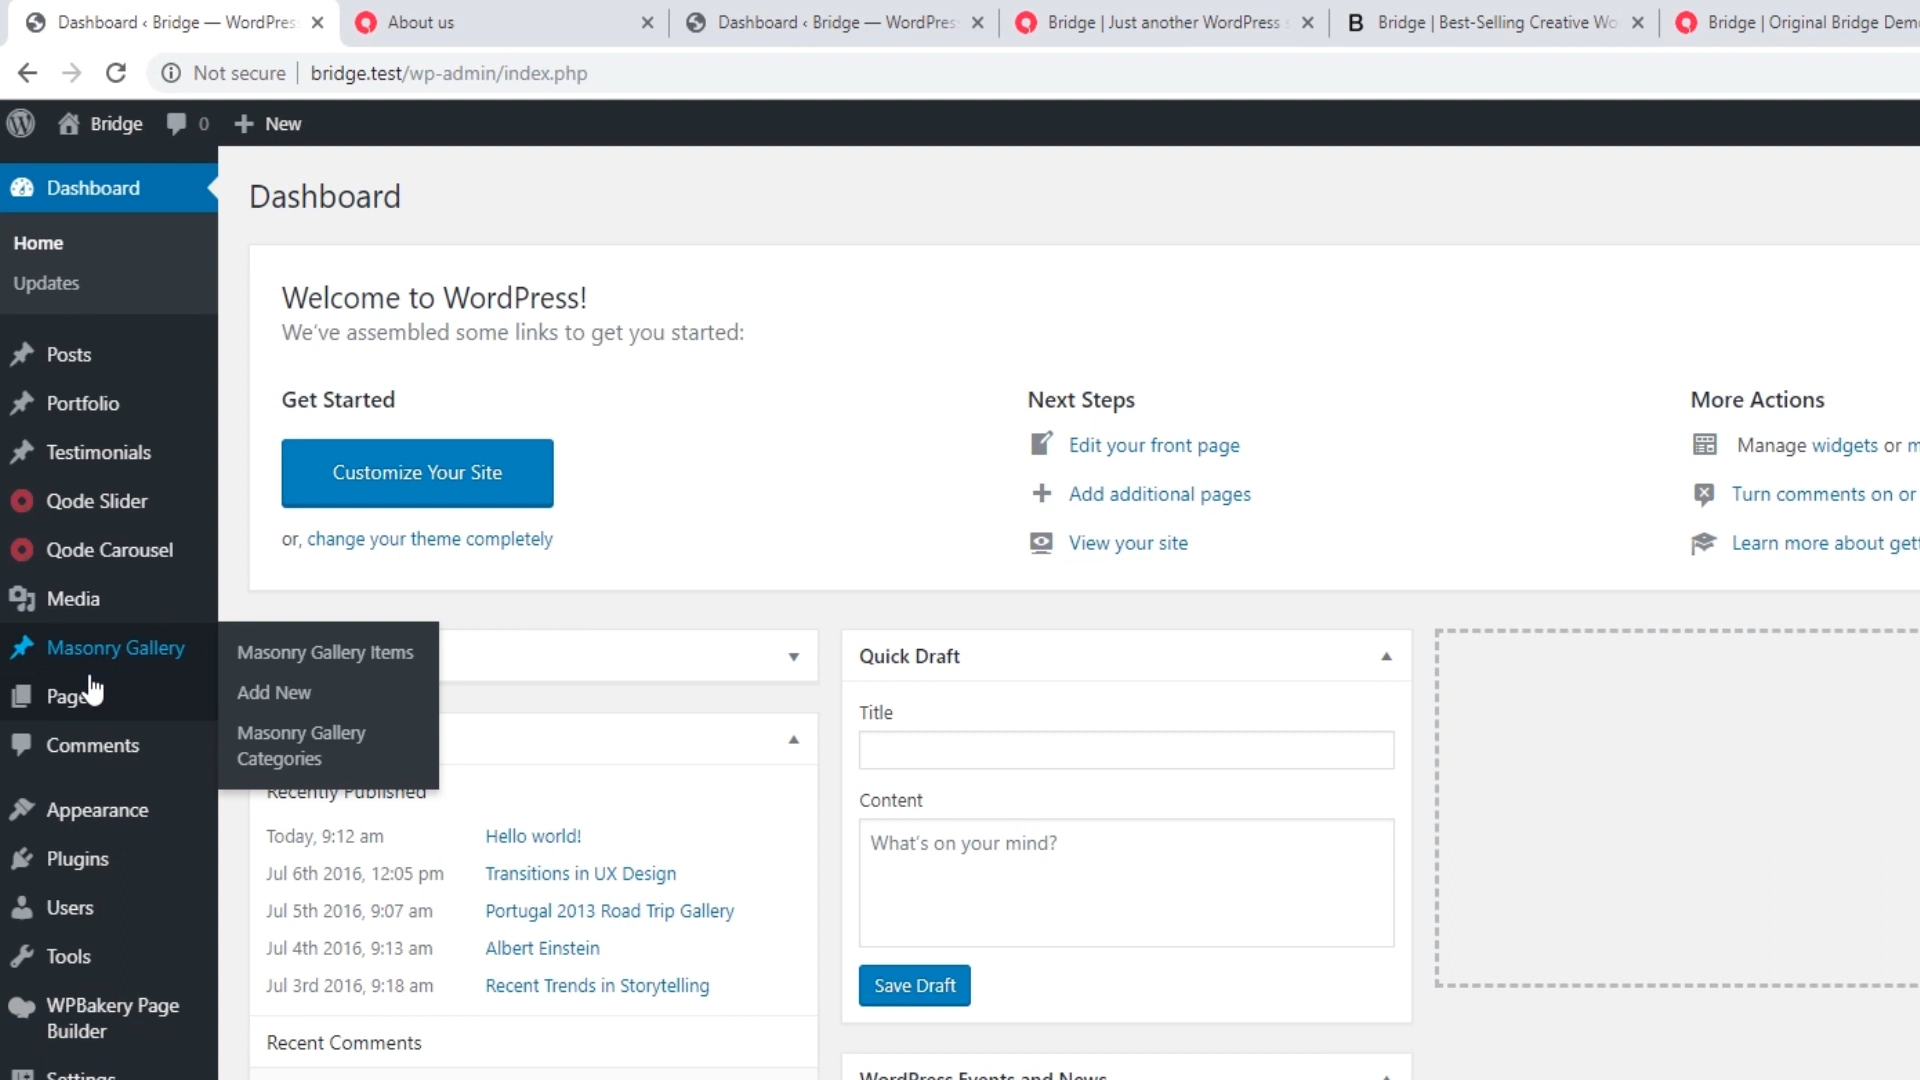 Dashboard ‹ Bridge — WordPress
About us
Dashboard ‹ Bridge — WordPress
Bridge | Just another WordPress s
Bridge | Best-Selling Creative Wo
Bridge | Original Bridge Demo
Not secure | bridge.test/wp-admin/index.php
Bridge 0 New
Dashboard
Home
Updates
Posts
Portfolio
Testimonials
Qode Slider
Qode Carousel
Media
Masonry Gallery
Page
Comments
Appearance
Plugins
Users
Tools
WPBakery Page
Builder
Settings
Masonry Gallery Items
Add New
Masonry Gallery
Categories
Dashboard
Welcome to WordPress!
We've assembled some links to get you started:
Get Started
Customize Your Site
or, change your theme completely
Next Steps
Edit your front page
Add additional pages
View your site
More Actions
Manage widgets or m
Turn comments on or
Learn more about gett
Recently Published
Today, 9:12 am Hello world!
Jul 6th 2016, 12:05 pm Transitions in UX Design
Jul 5th 2016, 9:07 am Portugal 2013 Road Trip Gallery
Jul 4th 2016, 9:13 am Albert Einstein
Jul 3rd 2016, 9:18 am Recent Trends in Storytelling
Recent Comments
Quick Draft
Title
Content
What's on your mind?
Save Draft
WordPress Events and News